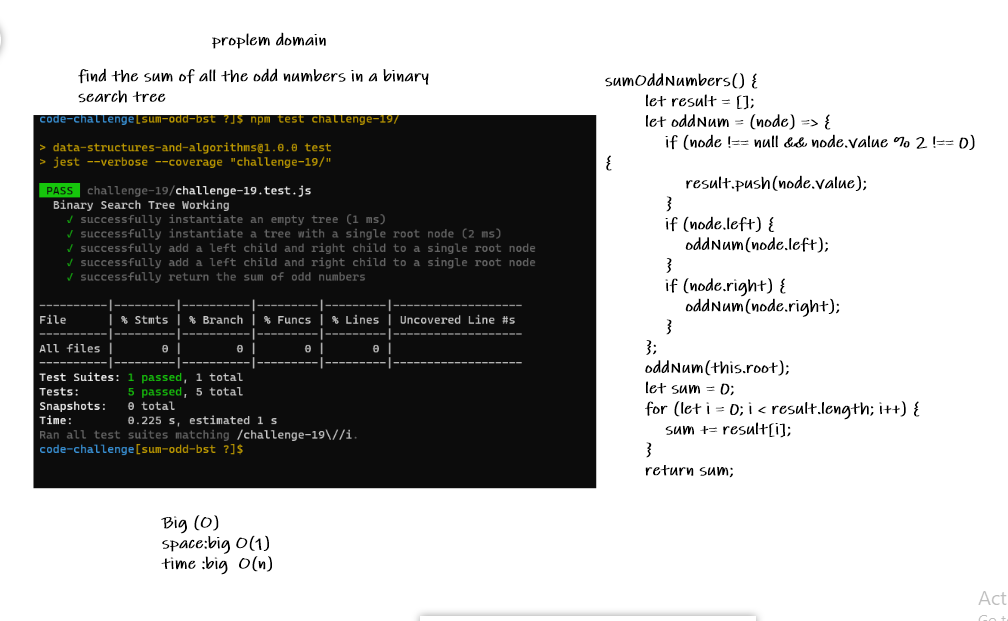 proplem domain
find the sum of all the odd numbers in a binary
search tree
code-challenge[sum-odd-bst ?]$ npm test challenge-19/
> data-structures-and-algorithms@1.0.0 test
> jest --verbose --coverage "challenge-19/"
PASS challenge-19/challenge-19.test.js
Binary Search Tree Working
√ successfully instantiate an empty tree (1 ms)
√ successfully instantiate a tree with a single root node (2 ms)
√ successfully add a left child and right child to a single root node
√ successfully add a left child and right child to a single root node
√ successfully return the sum of odd numbers
----------|---------|----------|---------|---------|-------------------
File | % Stmts | % Branch | % Funcs | % Lines | Uncovered Line #s
----------|---------|----------|---------|---------|-------------------
All files | 0 | 0 | 0 | 0 |
----------|---------|----------|---------|---------|-------------------
Test Suites: 1 passed, 1 total
Tests: 5 passed, 5 total
Snapshots: 0 total
Time: 0.225 s, estimated 1 s
Ran all test suites matching /challenge-19\//i.
code-challenge[sum-odd-bst ?]$
Big (O)
space:big O(1)
time :big O(n)
sumOddNumbers() {
let result = [];
let oddNum = (node) => {
if (node !== null && node.value % 2 !== 0)
{
result.push(node.value);
}
if (node.left) {
oddNum(node.left);
}
if (node.right) {
oddNum(node.right);
}
};
oddNum(this.root);
let sum = 0;
for (let i = 0; i < result.length; i++) {
sum += result[i];
}
return sum;
Act